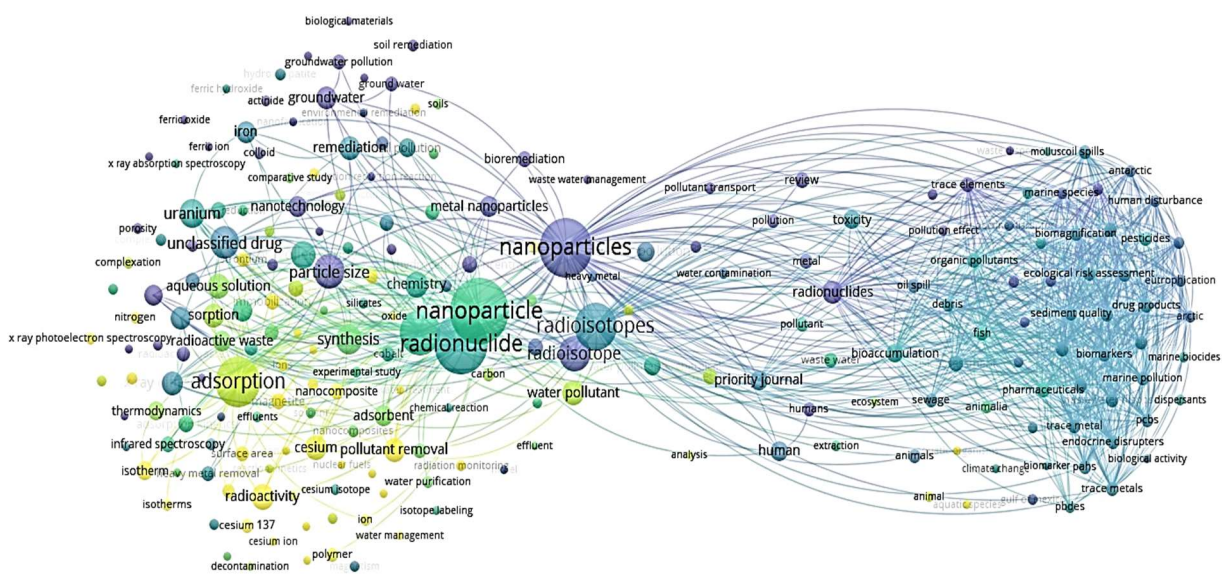 biological materials
soil remediation
groundwater pollution
ground water
ferric hydroxide
actinide
groundwater
soils
environmental remediation
ferric oxide
iron
ferric ion
colloid
remediation
bioremediation
x ray absorption spectroscopy
comparative study
waste water management
uranium
nanotechnology
metal nanoparticles
porosity
unclassified drug
nanoparticles
complexation
particle size
heavy metal
aqueous solution
chemistry
silicates
nitrogen
sorption
oxide
nanoparticle
radioisotopes
x ray photoelectron spectroscopy
radioactive waste
synthesis
radionuclide
radioisotope
cobalt
experimental study
carbon
adsorption
nanocomposite
water pollutant
magnetite
thermodynamics
effluents
adsorbent
chemical reaction
nanocomposites
infrared spectroscopy
surface area
cesium
pollutant removal
effluent
isotherm
heavy metal removal
nuclear fuels
radiation monitoring
water purification
isotherms
radioactivity
cesium isotope
isotope labeling
cesium 137
ion
cesium ion
water management
decontamination
polymer
molluscoil spills
antarctic
pollutant transport
review
trace elements
marine species
human disturbance
pollution
toxicity
pollution effect
biomagnification
pesticides
metal
organic pollutants
water contamination
ecological risk assessment
eutrophication
radionuclides
oil spill
debris
drug products
sediment quality
arctic
pollutant
fish
waste water
bioaccumulation
biomarkers
marine biocides
priority journal
marine pollution
pharmaceuticals
humans
ecosystem
sewage
animalia
dispersants
pcbs
trace metal
endocrine disrupters
analysis
human
extraction
animals
biological activity
climate change
biomarker
pahs
trace metals
animal
aquatic species
pbdes